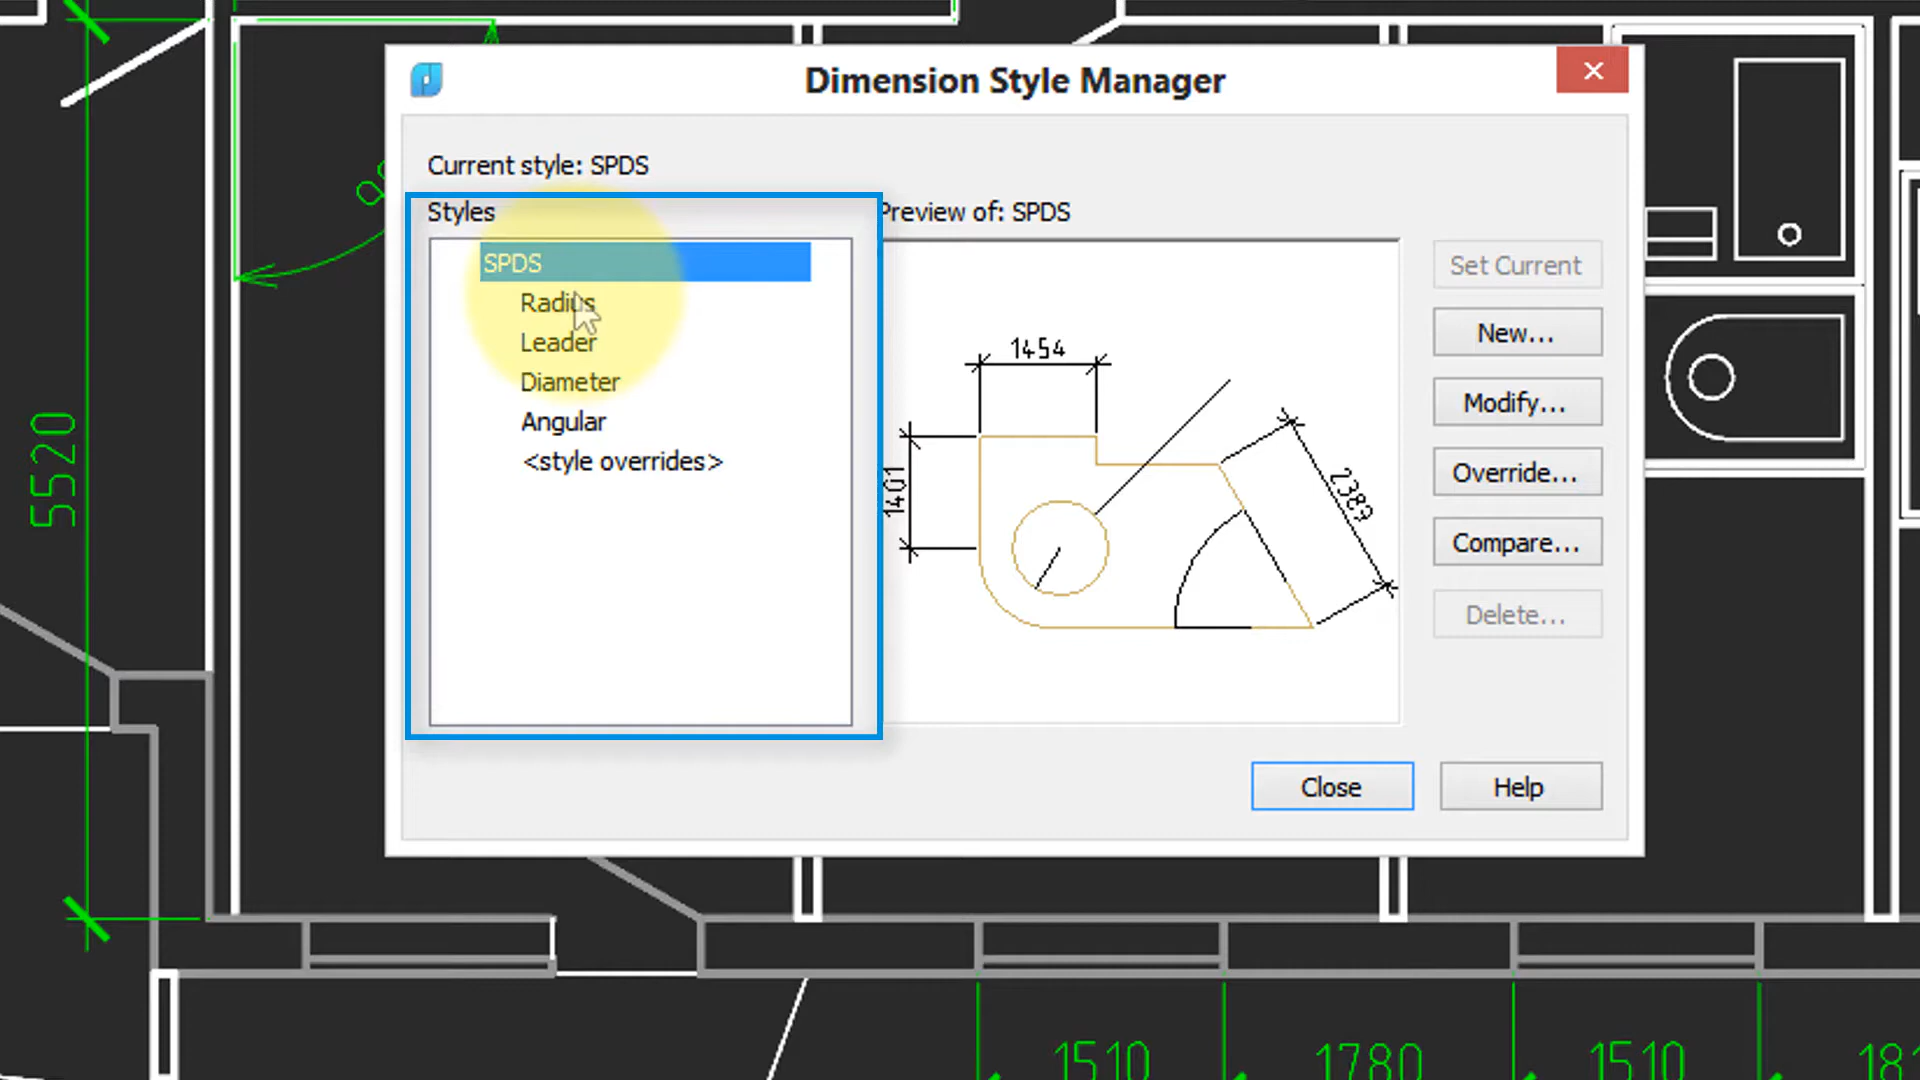 Dimension Style Manager
Current style: SPDS
Styles
Preview of: SPDS
SPDS
Radius
Leader
Diameter
Angular
<style overrides>
1454
1401
2389
Set Current
New...
Modify...
Override...
Compare...
Delete...
Close
Help
5520
1510
1780
1510